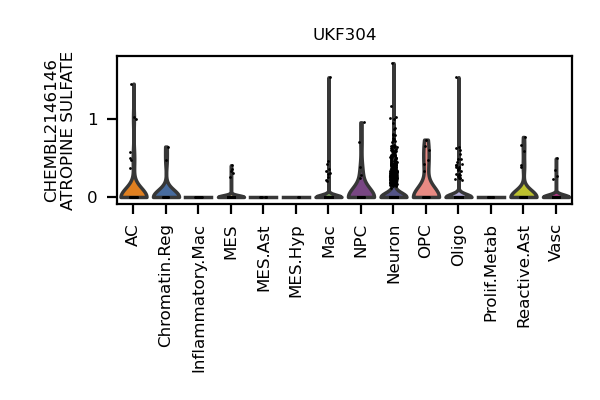 UKF304
CHEMBL2146146
ATROPINE SULFATE
1
0
AC
Chromatin.Reg
Inflammatory.Mac
MES
MES.Ast
MES.Hyp
Mac
NPC
Neuron
OPC
Oligo
Prolif.Metab
Reactive.Ast
Vasc